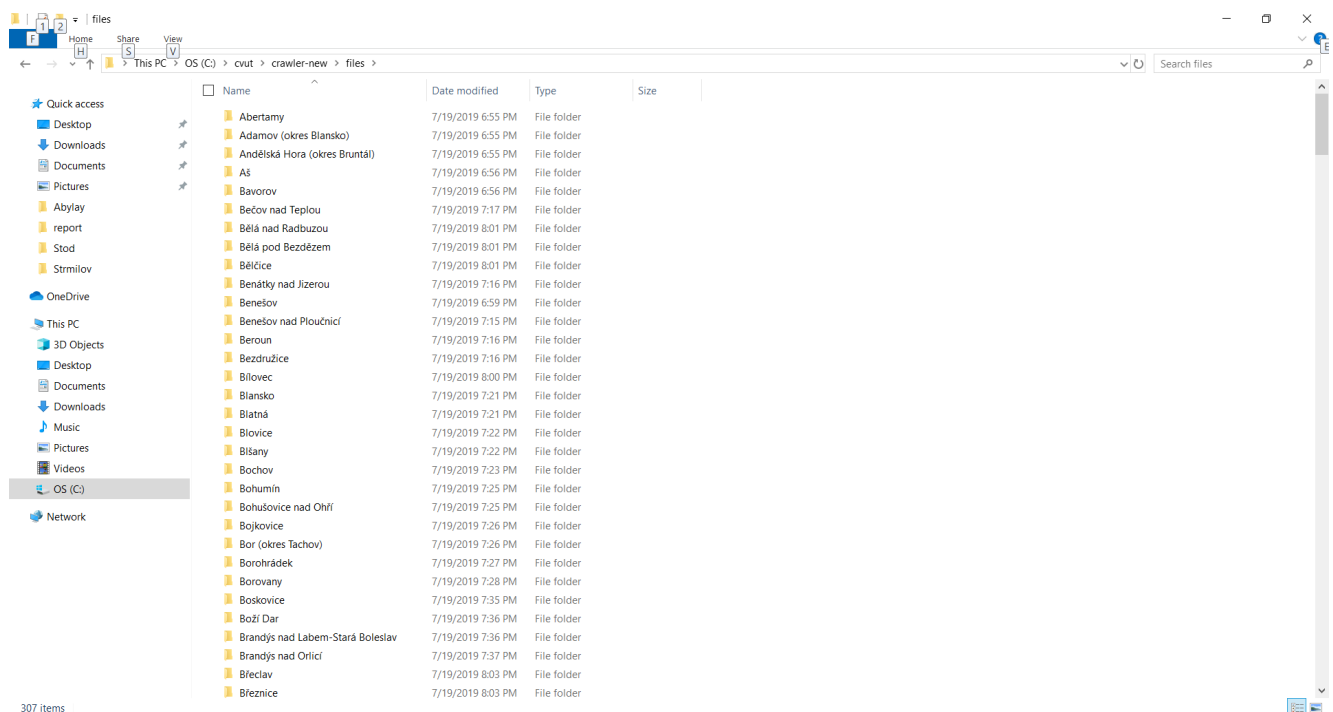 files
1 2
F Home Share View
H S V E
This PC OS (C:) cvut crawler-new files Search files
Name Date modified Type Size
Quick access
Desktop
Downloads
Documents
Pictures
Abylay
report
Stod
Strmilov
OneDrive
This PC
3D Objects
Desktop
Documents
Downloads
Music
Pictures
Videos
OS (C:)
Network
Abertamy 7/19/2019 6:55 PM File folder
Adamov (okres Blansko) 7/19/2019 6:55 PM File folder
Andělská Hora (okres Bruntál) 7/19/2019 6:55 PM File folder
Aš 7/19/2019 6:56 PM File folder
Bavorov 7/19/2019 6:56 PM File folder
Bečov nad Teplou 7/19/2019 7:17 PM File folder
Bělá nad Radbuzou 7/19/2019 8:01 PM File folder
Bělá pod Bezdězem 7/19/2019 8:01 PM File folder
Bělčice 7/19/2019 8:01 PM File folder
Benátky nad Jizerou 7/19/2019 7:16 PM File folder
Benešov 7/19/2019 6:59 PM File folder
Benešov nad Ploučnicí 7/19/2019 7:15 PM File folder
Beroun 7/19/2019 7:16 PM File folder
Bezdružice 7/19/2019 7:16 PM File folder
Bílovec 7/19/2019 8:00 PM File folder
Blansko 7/19/2019 7:21 PM File folder
Blatná 7/19/2019 7:21 PM File folder
Blovice 7/19/2019 7:22 PM File folder
Blšany 7/19/2019 7:22 PM File folder
Bochov 7/19/2019 7:23 PM File folder
Bohumín 7/19/2019 7:25 PM File folder
Bohušovice nad Ohří 7/19/2019 7:25 PM File folder
Bojkovice 7/19/2019 7:26 PM File folder
Bor (okres Tachov) 7/19/2019 7:26 PM File folder
Borohrádek 7/19/2019 7:27 PM File folder
Borovany 7/19/2019 7:28 PM File folder
Boskovice 7/19/2019 7:35 PM File folder
Boží Dar 7/19/2019 7:36 PM File folder
Brandýs nad Labem-Stará Boleslav 7/19/2019 7:36 PM File folder
Brandýs nad Orlicí 7/19/2019 7:37 PM File folder
Břeclav 7/19/2019 8:03 PM File folder
Březnice 7/19/2019 8:03 PM File folder
307 items